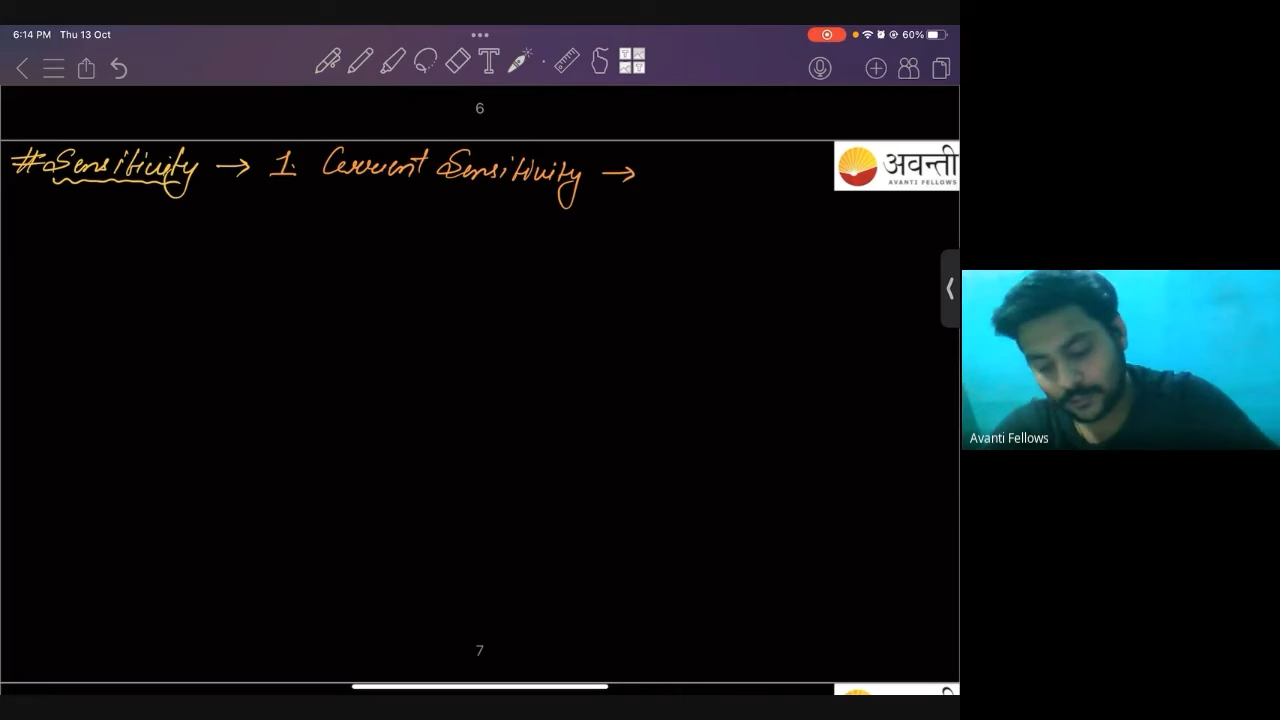 6:14 PM Thu 13 Oct
60%
6
#Sensitivity → 1. Current Sensitivity →
अवन्ती
AVANTI FELLOWS
Avanti Fellows
7